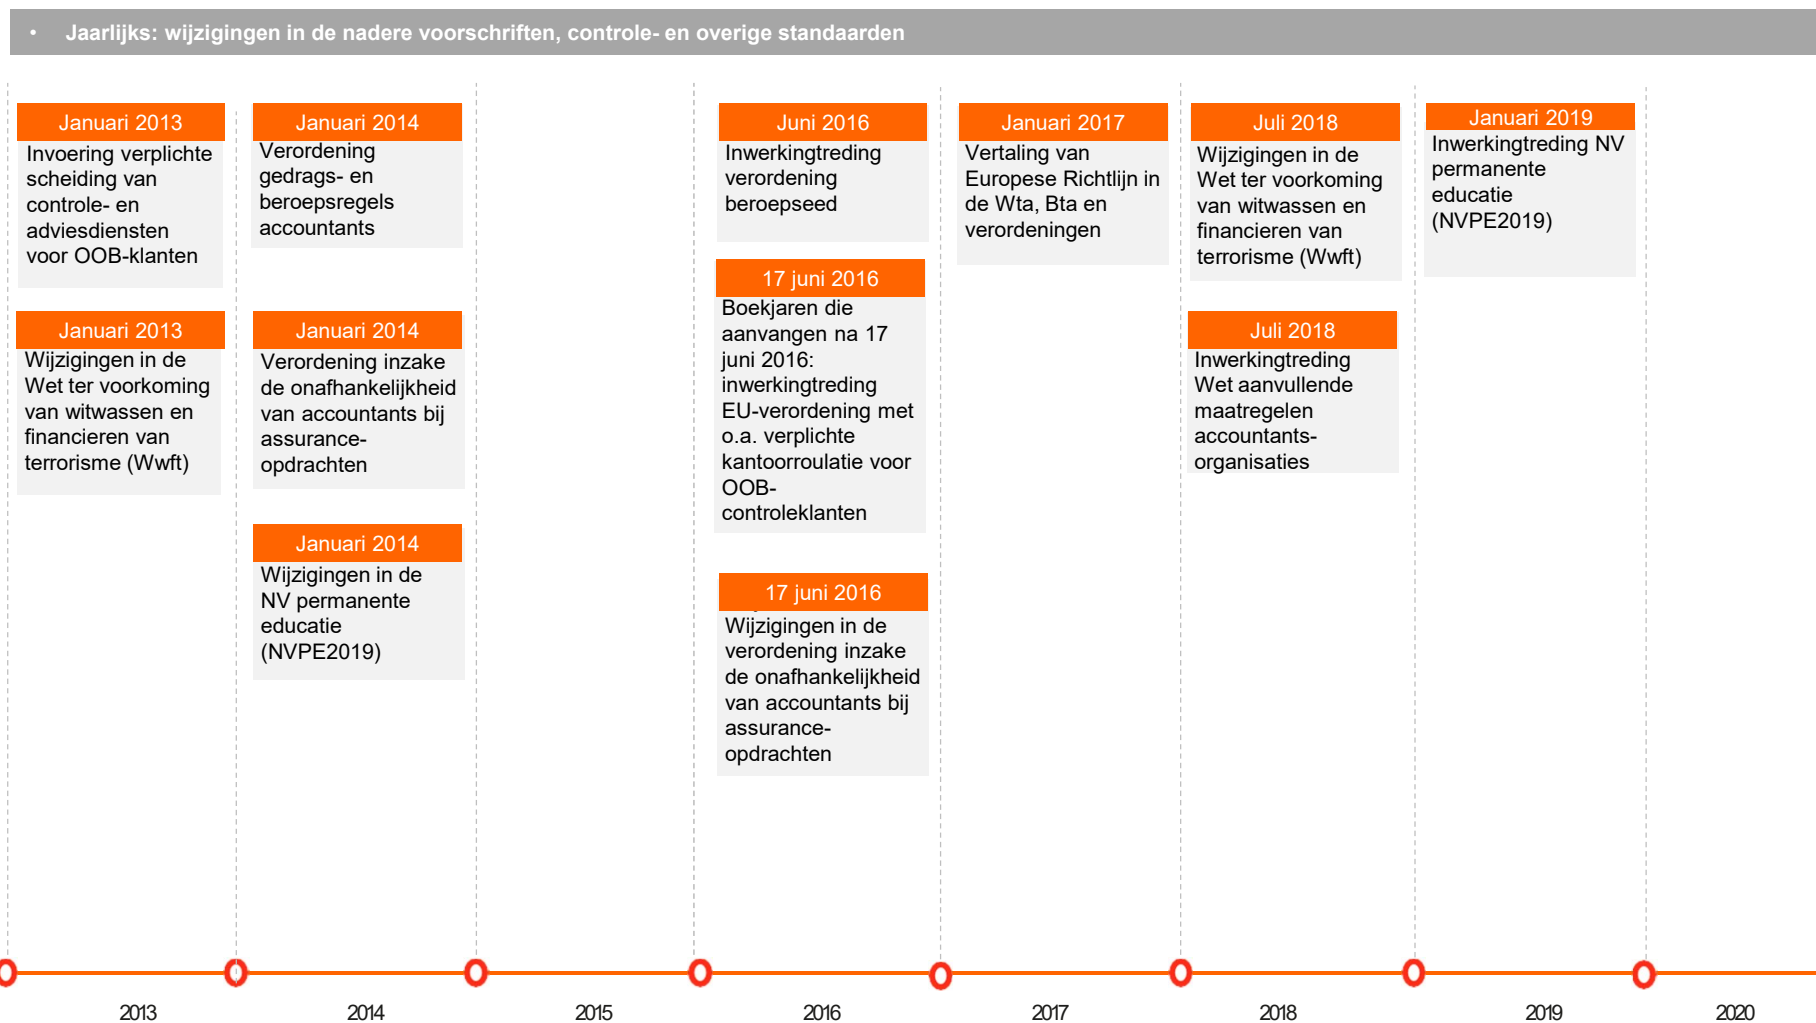 • Jaarlijks: wijzigingen in de nadere voorschriften, controle- en overige standaarden
Januari 2013
Invoering verplichte
scheiding van
controle- en
adviesdiensten
voor OOB-klanten
Januari 2013
Wijzigingen in de
Wet ter voorkoming
van witwassen en
financieren van
terrorisme (Wwft)
Januari 2014
Verordening
gedrags- en
beroepsregels
accountants
Januari 2014
Verordening inzake
de onafhankelijkheid
van accountants bij
assurance-
opdrachten
Januari 2014
Wijzigingen in de
NV permanente
educatie
(NVPE2019)
Juni 2016
Inwerkingtreding
verordening
beroepseed
17 juni 2016
Boekjaren die
aanvangen na 17
juni 2016:
inwerkingtreding
EU-verordening met
o.a. verplichte
kantoorroulatie voor
OOB-
controleklanten
17 juni 2016
Wijzigingen in de
verordening inzake
de onafhankelijkheid
van accountants bij
assurance-
opdrachten
Januari 2017
Vertaling van
Europese Richtlijn in
de Wta, Bta en
verordeningen
Juli 2018
Wijzigingen in de
Wet ter voorkoming
van witwassen en
financieren van
terrorisme (Wwft)
Juli 2018
Inwerkingtreding
Wet aanvullende
maatregelen
accountants-
organisaties
Januari 2019
Inwerkingtreding NV
permanente
educatie
(NVPE2019)
2013
2014
2015
2016
2017
2018
2019
2020